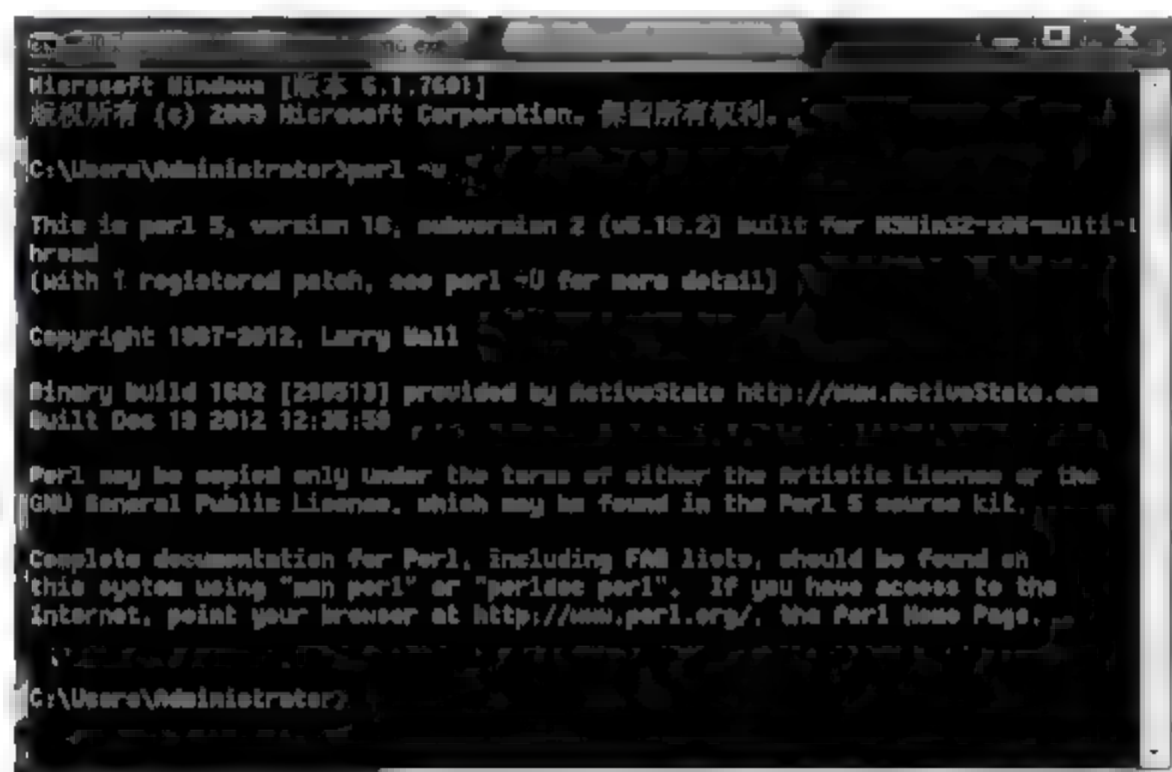 Microsoft Windows [版本 6.1.7601]
版权所有 (c) 2009 Microsoft Corporation。保留所有权利。
C:\Users\Administrator>perl -v
This is perl 5, version 16, subversion 2 (v5.16.2) built for MSWin32-x86-multi-t
hread
(with 1 registered patch, see perl -V for more detail)
Copyright 1987-2012, Larry Wall
Binary build 1602 [296513] provided by ActiveState http://www.ActiveState.com
Built Dec 19 2012
Perl may be copied only under the terms of either the Artistic License or the
GNU General Public License, which may be found in the Perl 5 source kit.
Complete documentation for Perl, including FAQ lists, should be found on
this system using "man perl" or "perldoc perl".  If you have access to the
Internet, point your browser at http://www.perl.org/, the Perl Home Page.
C:\Users\Administrator>